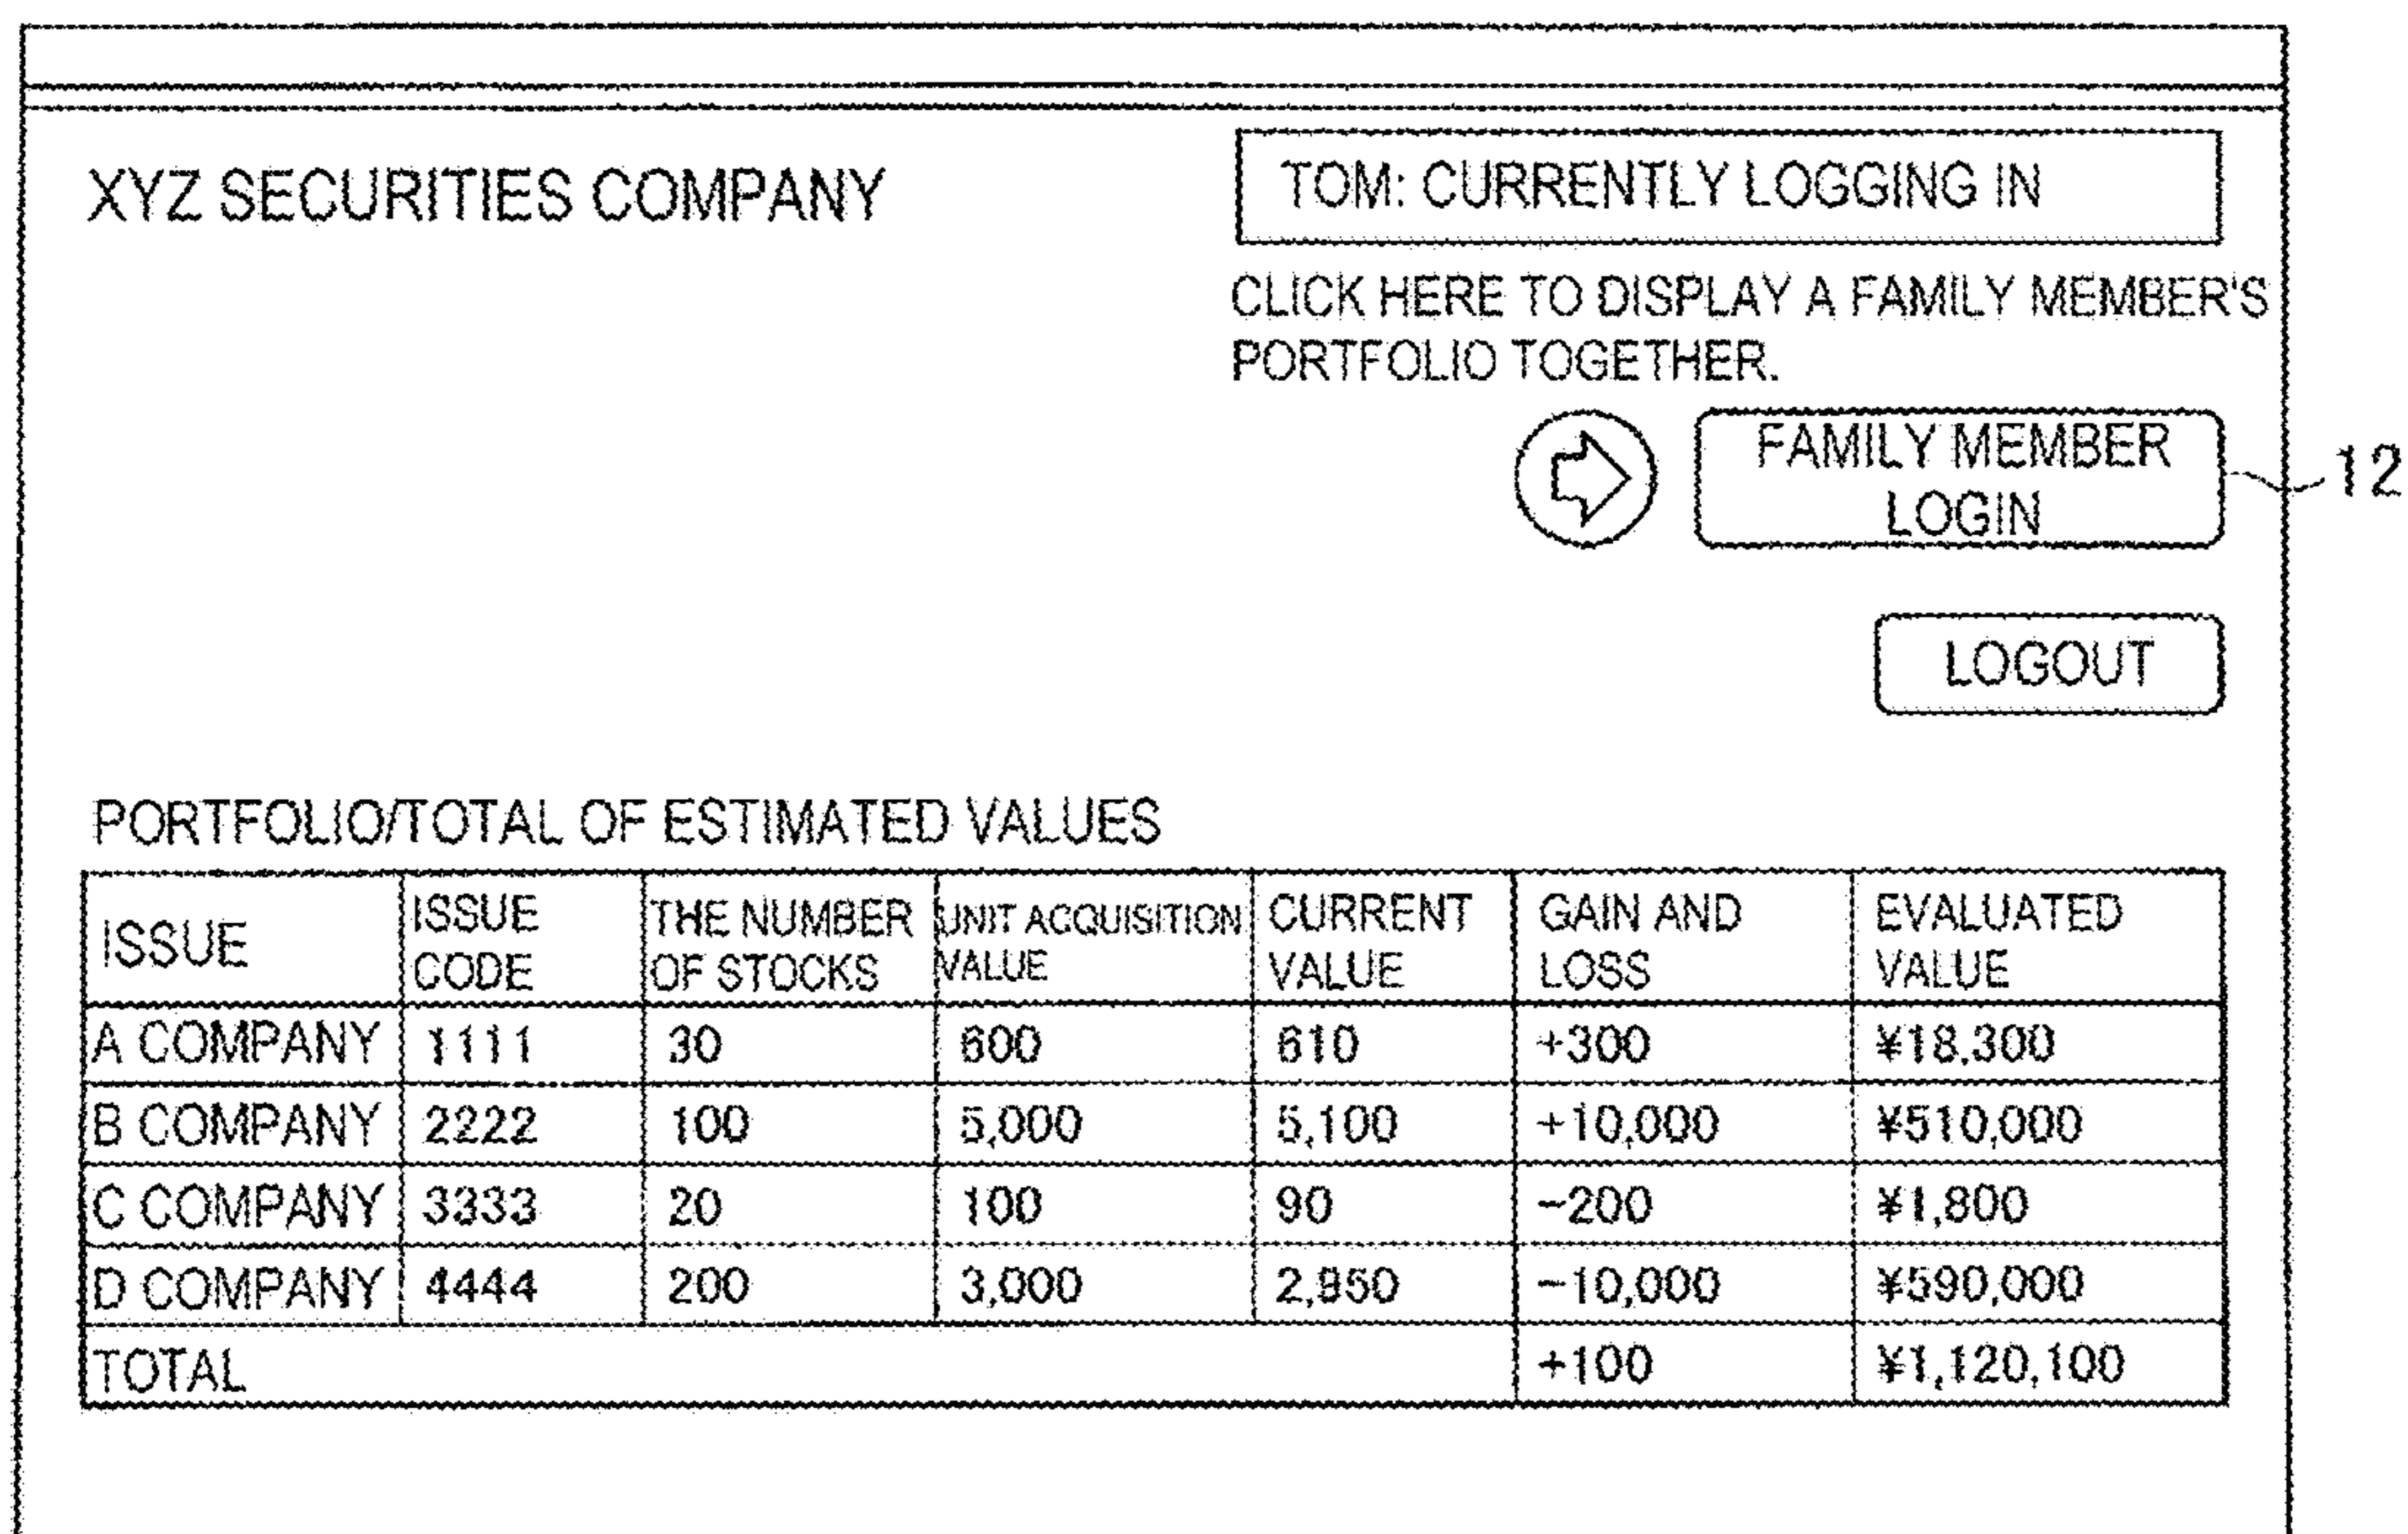 XYZ SECURITIES COMPANY
TOM: CURRENTLY LOGGING IN
CLICK HERE TO DISPLAY A FAMILY MEMBER'S
PORTFOLIO TOGETHER.
FAMILY MEMBER
LOGIN
12
LOGOUT
PORTFOLIO/TOTAL OF ESTIMATED VALUES
ISSUE ISSUE CODE THE NUMBER OF STOCKS UNIT ACQUISITION VALUE CURRENT VALUE GAIN AND LOSS EVALUATED VALUE
A COMPANY 1111 30 600 610 +300 ¥18,300
B COMPANY 2222 100 5,000 5,100 +10,000 ¥510,000
C COMPANY 3333 20 100 90 -200 ¥1,800
D COMPANY 4444 200 3,000 2,950 -10,000 ¥590,000
TOTAL +100 ¥1,120,100